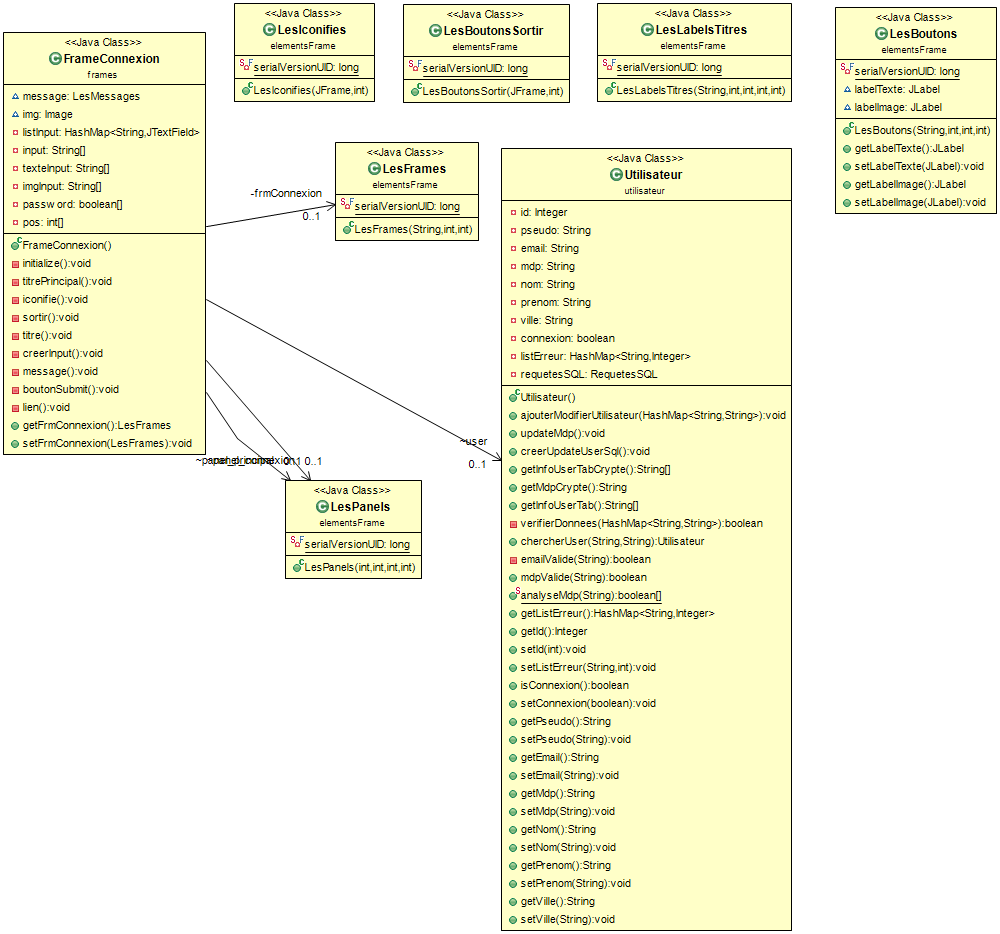 <<Java Class>>
FrameConnexion
frames
message: LesMessages
img: Image
listInput: HashMap<String,JTextField>
input: String[]
texteInput: String[]
imgInput: String[]
password: boolean[]
pos: int[]
FrameConnexion()
initialize():void
titrePrincipal():void
iconifie():void
sortir():void
titre():void
creerInput():void
message():void
boutonSubmit():void
lien():void
getFrmConnexion():LesFrames
setFrmConnexion(LesFrames):void
<<Java Class>>
LesIconifies
elementsFrame
serialVersionUID: long
LesIconifies(JFrame,int)
<<Java Class>>
LesBoutonsSortir
elementsFrame
serialVersionUID: long
LesBoutonsSortir(JFrame,int)
<<Java Class>>
LesLabelsTitres
elementsFrame
serialVersionUID: long
LesLabelsTitres(String,int,int,int)
<<Java Class>>
LesBoutons
elementsFrame
serialVersionUID: long
labelTexte: JLabel
labelImage: JLabel
LesBoutons(String,int,int,int)
getLabelTexte():JLabel
setLabelTexte(JLabel):void
getLabelImage():JLabel
setLabelImage(JLabel):void
-frmConnexion
0..1
<<Java Class>>
LesFrames
elementsFrame
serialVersionUID: long
LesFrames(String,int,int)
~user
0..1
0..1
<<Java Class>>
LesPanels
elementsFrame
serialVersionUID: long
LesPanels(int,int,int,int)
<<Java Class>>
Utilisateur
utilisateur
id: Integer
pseudo: String
email: String
mdp: String
nom: String
prenom: String
ville: String
connexion: boolean
listErreur: HashMap<String,Integer>
requetesSQL: RequetesSQL
Utilisateur()
ajouterModifierUtilisateur(HashMap<String,String>):void
updateMdp():void
creerUpdateUserSql():void
getInfoUserTabCrypte():String[]
getMdpCrypte():String
getInfoUserTab():String[]
verifierDonnees(HashMap<String,String>):boolean
chercherUser(String,String):Utilisateur
emailValide(String):boolean
mdpValide(String):boolean
analyseMdp(String):boolean[]
getListErreur():HashMap<String,Integer>
getId():Integer
setId(int):void
setListErreur(String,int):void
isConnexion():boolean
setConnexion(boolean):void
getPseudo():String
setPseudo(String):void
getEmail():String
setEmail(String):void
getMdp():String
setMdp(String):void
getNom():String
setNom(String):void
getPrenom():String
setPrenom(String):void
getVille():String
setVille(String):void